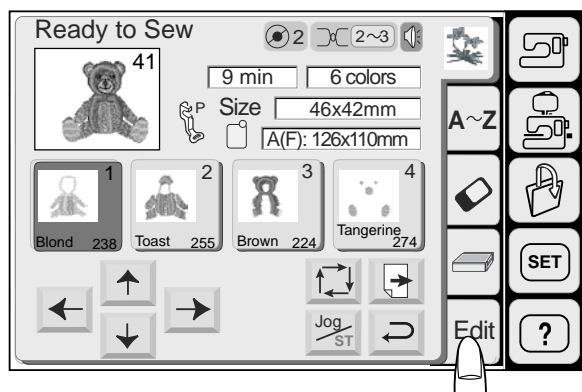 Ready to Sew
2
2~3
41
9 min
6 colors
P
Size
46x42mm
A(F): 126x110mm
A~Z
1
Blond 238
2
Toast 255
3
Brown 224
4
Tangerine
274
SET
Jog
ST
Edit
?